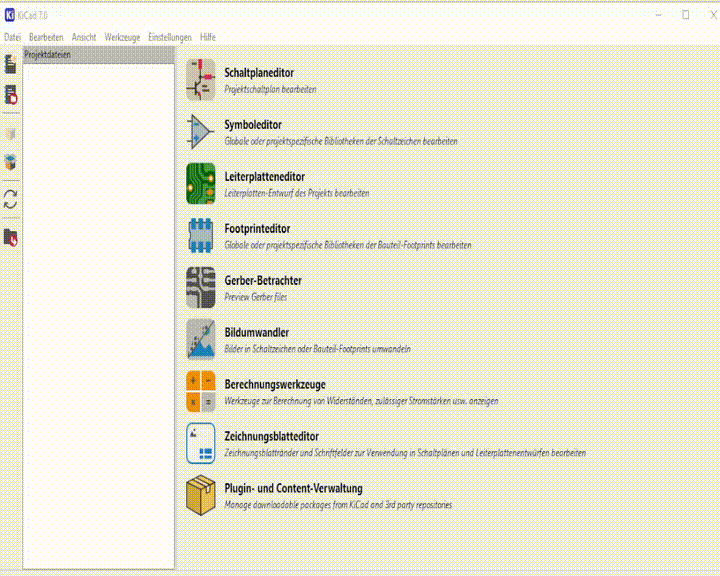 KiCad 7.0
Datei Bearbeiten Ansicht Werkzeuge Einstellungen Hilfe
Projektdateien
Schaltplaneditor
Projektschaltplan bearbeiten
Symboleditor
Globale oder projektspezifische Bibliotheken der Schaltzeichen bearbeiten
Leiterplatteneditor
Leiterplatten-Entwurf des Projekts bearbeiten
Footprinteditor
Globale oder projektspezifische Bibliotheken der Bauteil-Footprints bearbeiten
Gerber-Betrachter
Preview Gerber files
Bildumwandler
Bilder in Schaltzeichen oder Bauteil-Footprints umwandeln
Berechnungswerkzeuge
Werkzeuge zur Berechnung von Widerständen, zulässiger Stromstärken usw. anzeigen
Zeichnungsblatteditor
Zeichnungsblattränder und Schriftfelder zur Verwendung in Schaltplänen und Leiterplattenentwürfen bearbeiten
Plugin- und Content-Verwaltung
Manage downloadable packages from KiCad and 3rd party repositories